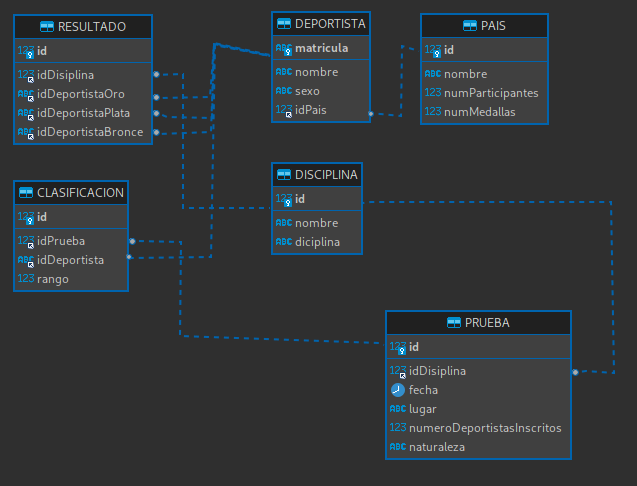 RESULTADO
123 id
123 idDisiplina
ABC idDeportistaOro
ABC idDeportistaPlata
ABC idDeportistaBronce
DEPORTISTA
ABC matricula
ABC nombre
ABC sexo
123 idPais
PAIS
123 id
ABC nombre
123 numParticipantes
123 numMedallas
CLASIFICACION
123 id
123 idPrueba
ABC idDeportista
123 rango
DISCIPLINA
123 id
ABC nombre
ABC diciplina
PRUEBA
123 id
123 idDisiplina
fecha
ABC lugar
123 numeroDeportistasInscritos
ABC naturaleza